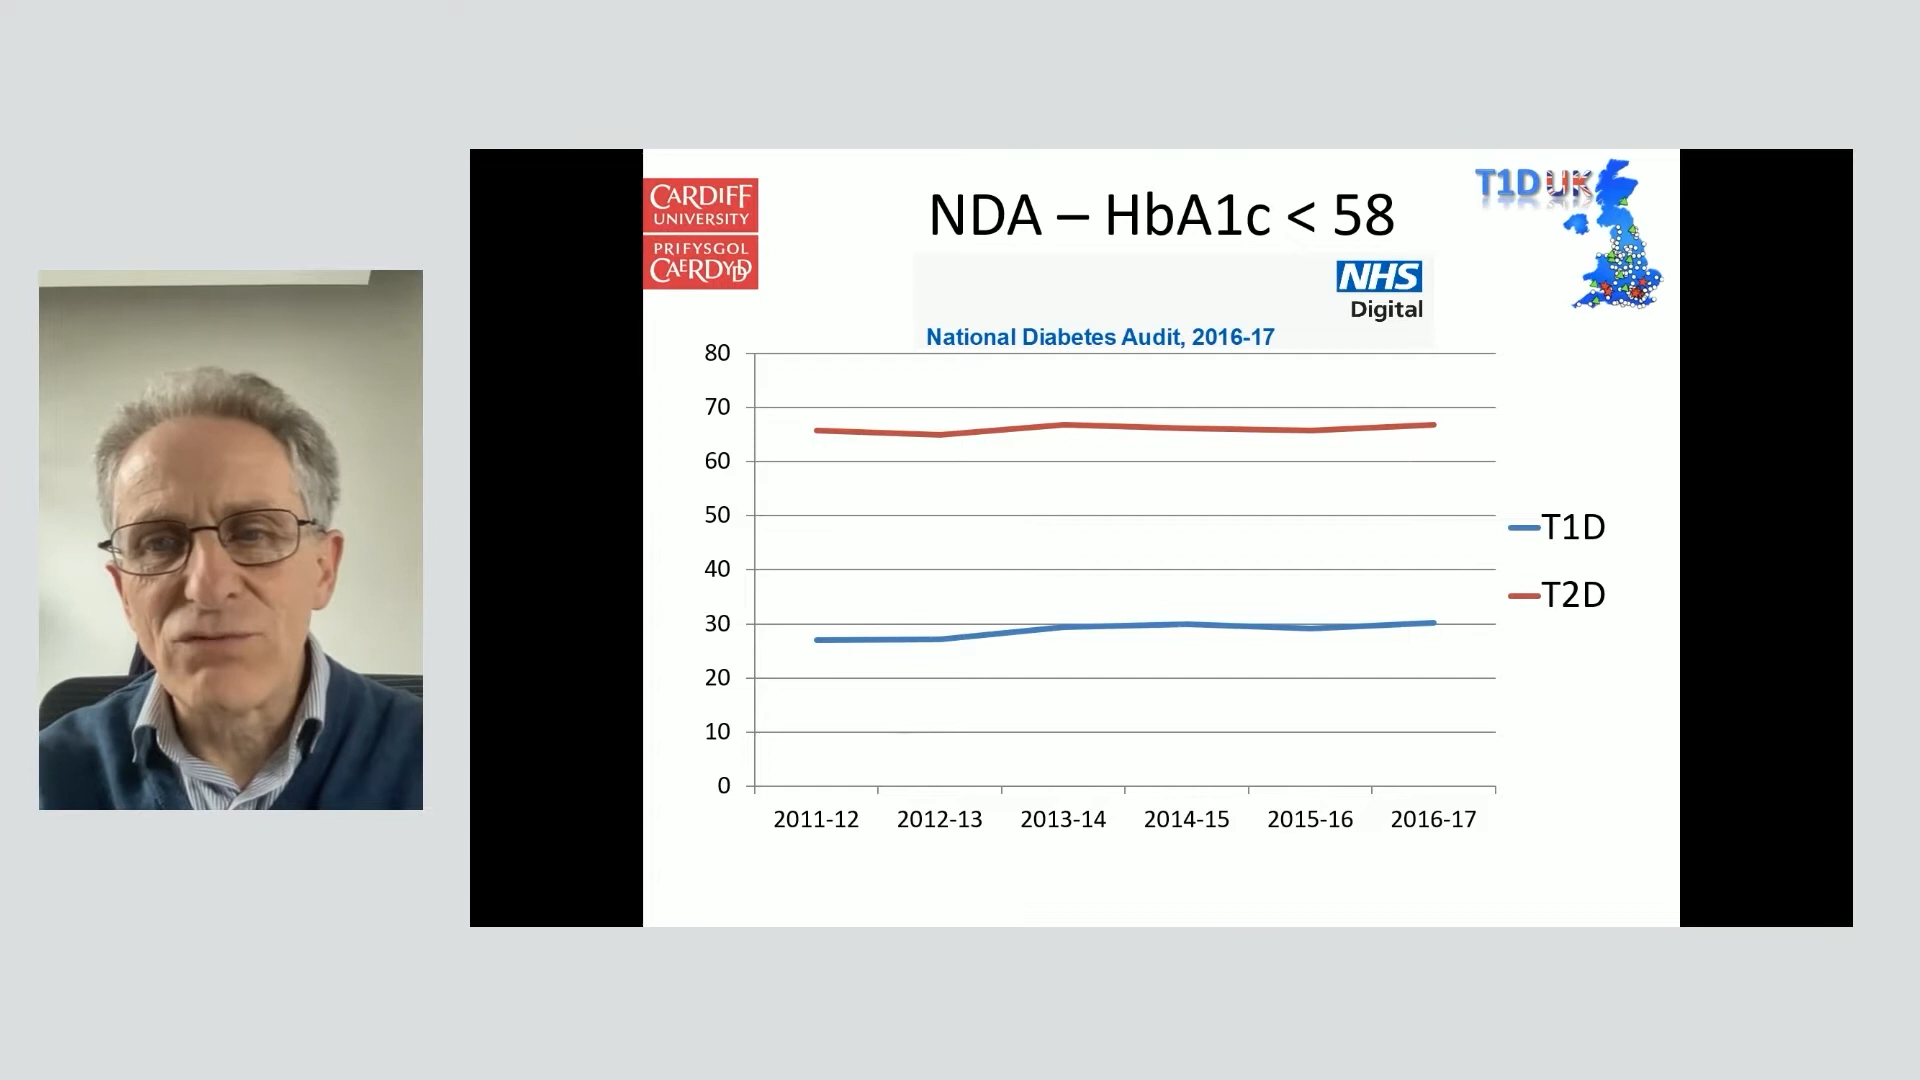 CARDIFF
UNIVERSITY
PRIFYSGOL
CAERDYDD
NDA – HbA1c < 58
T1D UK
NHS
Digital
National Diabetes Audit, 2016-17
80
70
60
50
40
30
20
10
0
2011-12 2012-13 2013-14 2014-15 2015-16 2016-17
T1D
T2D